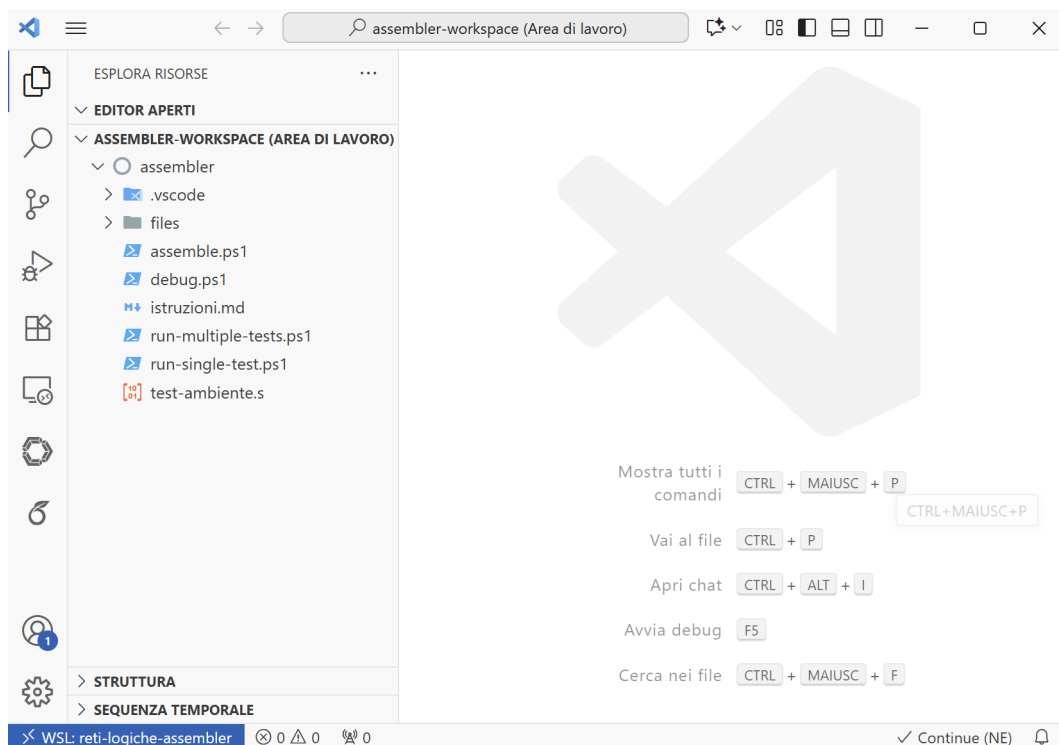 assembler-workspace (Area di lavoro)
ESPLORA RISORSE
EDITOR APERTI
ASSEMBLER-WORKSPACE (AREA DI LAVORO)
assembler
.vscode
files
assemble.ps1
debug.ps1
istruzioni.md
run-multiple-tests.ps1
run-single-test.ps1
test-ambiente.s
Mostra tutti i
comandi
CTRL + MAIUSC + P
CTRL+MAIUSC+P
Vai al file CTRL + P
Apri chat CTRL + ALT + I
Avvia debug F5
Cerca nei file CTRL + MAIUSC + F
1
STRUTTURA
SEQUENZA TEMPORALE
WSL: reti-logiche-assembler 0 0 0 Continue (NE)